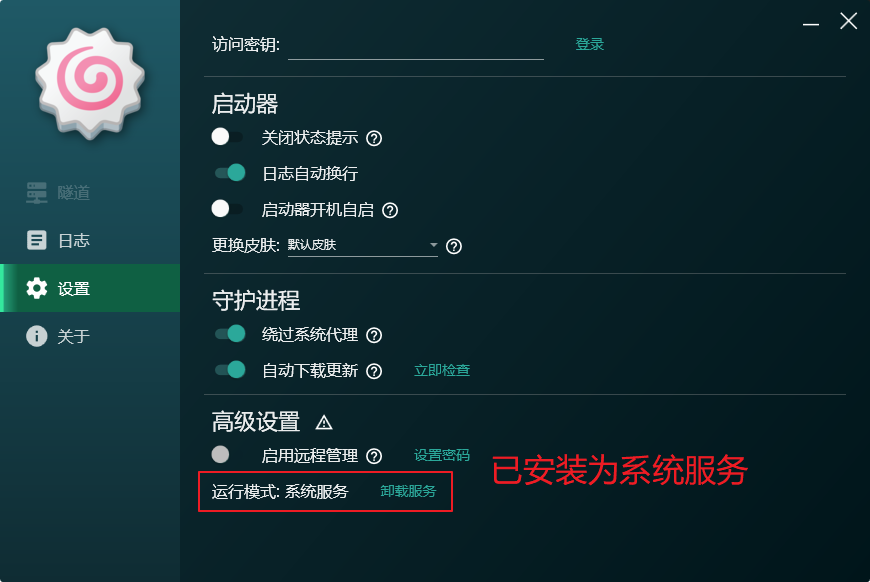 访问密钥: 登录
启动器
关闭状态提示
日志自动换行
启动器开机自启
更换皮肤: 默认皮肤
守护进程
绕过系统代理
自动下载更新 立即检查
高级设置
启用远程管理 设置密码
运行模式: 系统服务 卸载服务
已安装为系统服务
隧道
日志
设置
关于